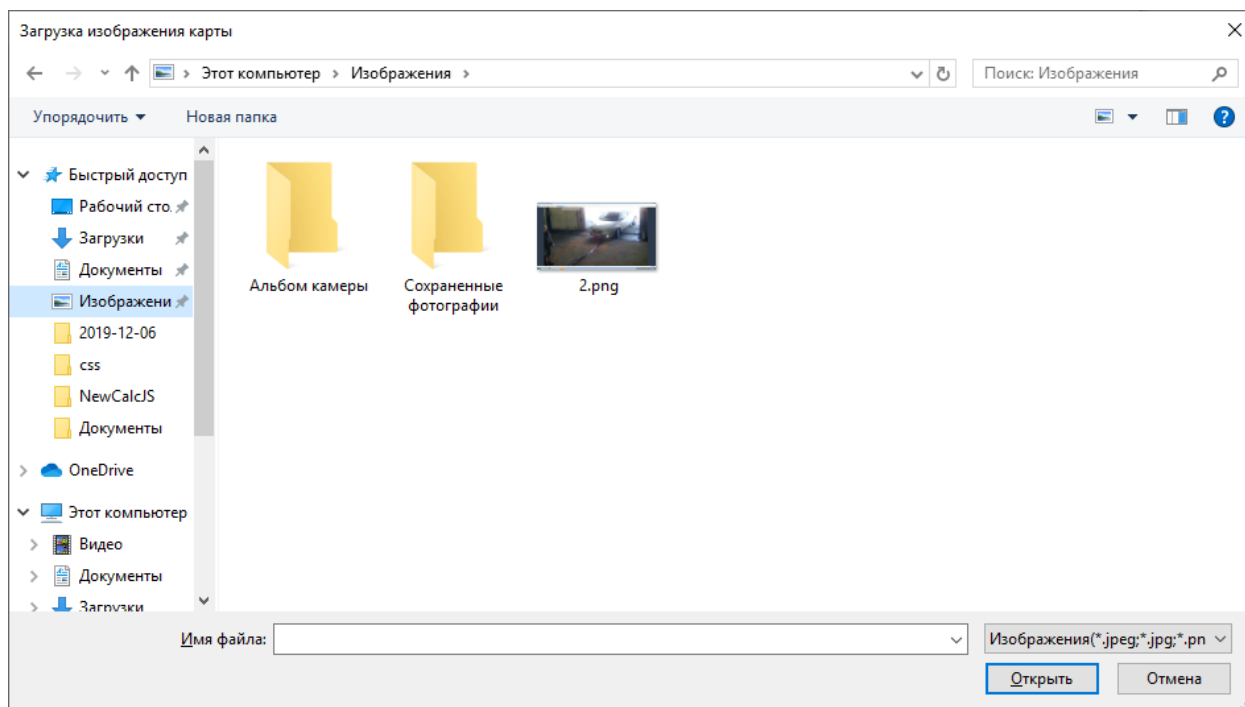 Загрузка изображения карты
Этот компьютер > Изображения >
Поиск: Изображения
Упорядочить
Новая папка
Быстрый доступ
Рабочий сто.
Загрузки
Документы
Изображени
2019-12-06
css
NewCalcJS
Документы
OneDrive
Этот компьютер
Видео
Документы
Загрузки
Альбом камеры
Сохраненные
фотографии
2.png
Имя файла:
Изображения(*.jpeg;*.jpg;*.pn
Открыть
Отмена